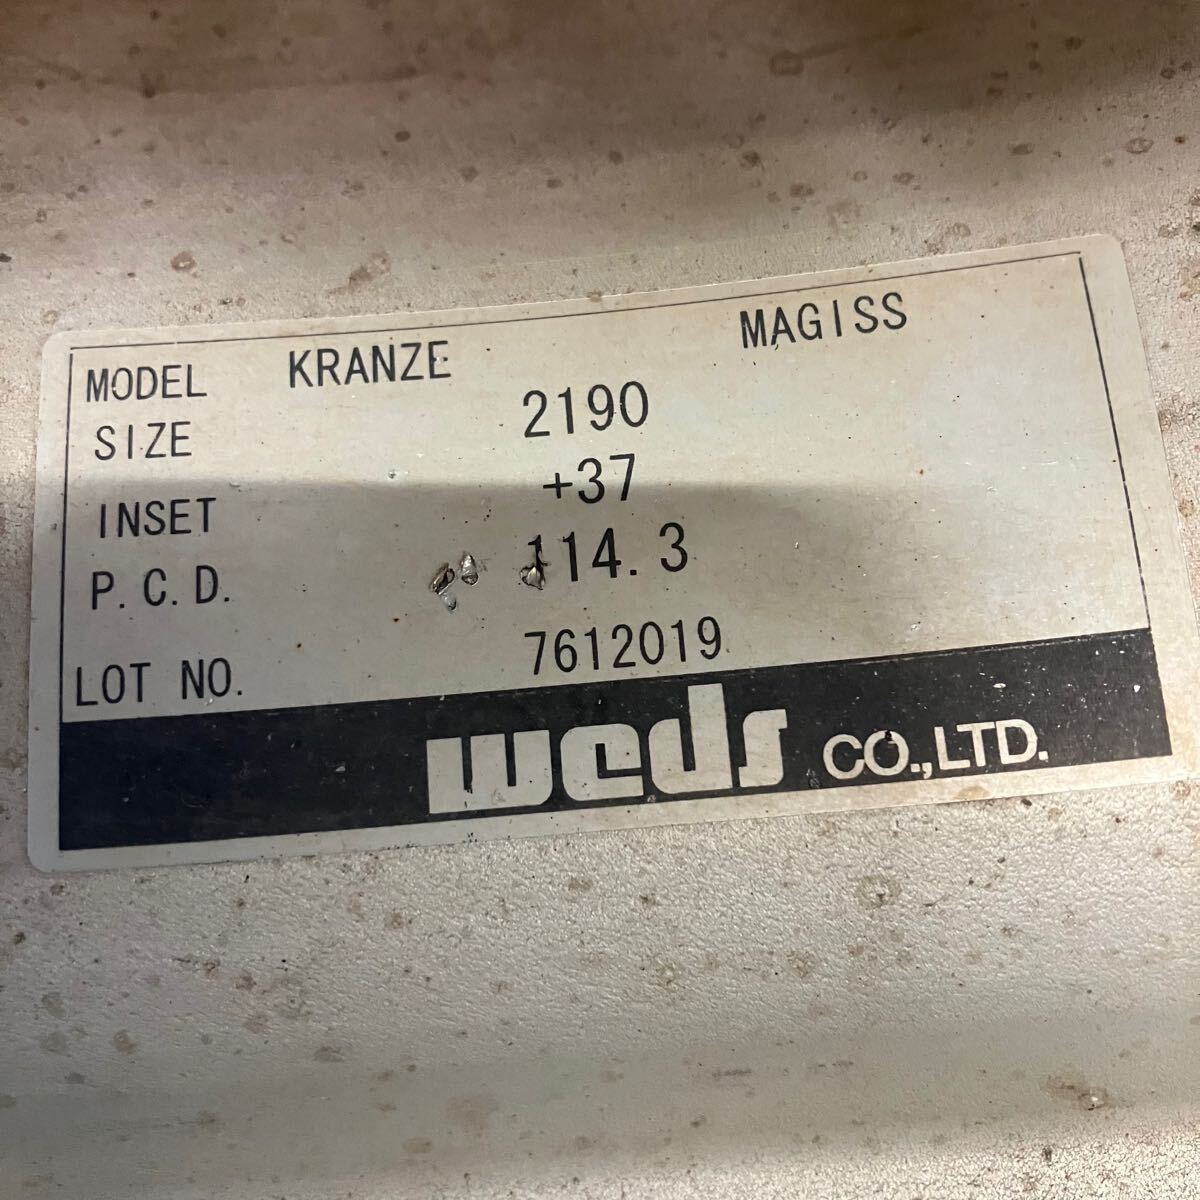 MODEL KRANZE MAGISS
SIZE 2190
INSET +37
P.C.D. 114.3
LOT NO. 7612019
weds CO.,LTD.